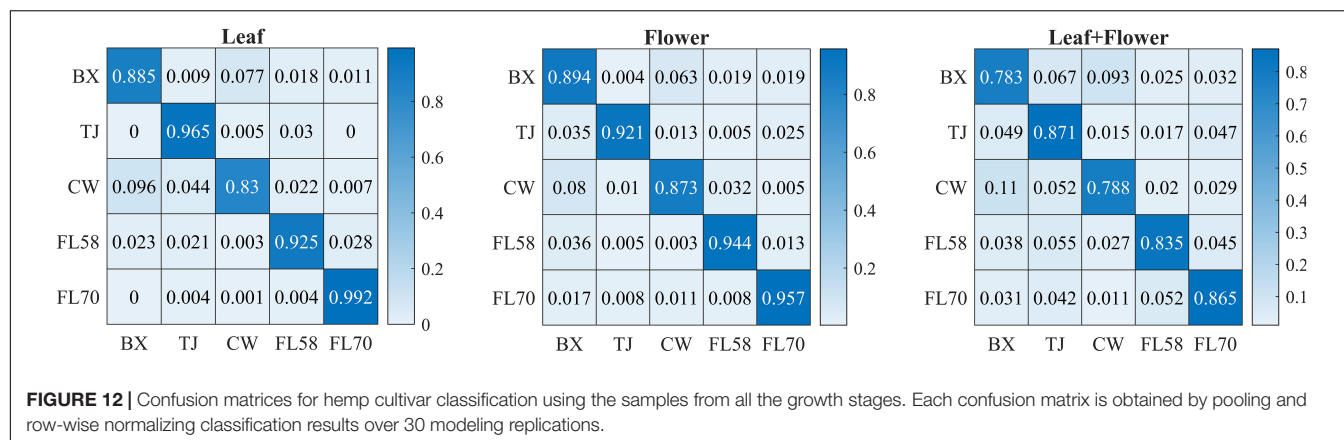 Leaf
BX 0.885 0.009 0.077 0.018 0.011
TJ 0 0.965 0.005 0.03 0
CW 0.096 0.044 0.83 0.022 0.007
FL58 0.023 0.021 0.003 0.925 0.028
FL70 0 0.004 0.001 0.004 0.992
BX TJ CW FL58 FL70
0.8
0.6
0.4
0.2
0
Flower
BX 0.894 0.004 0.063 0.019 0.019
TJ 0.035 0.921 0.013 0.005 0.025
CW 0.08 0.01 0.873 0.032 0.005
FL58 0.036 0.005 0.003 0.944 0.013
FL70 0.017 0.008 0.011 0.008 0.957
BX TJ CW FL58 FL70
0.8
0.6
0.4
0.2
Leaf+Flower
BX 0.783 0.067 0.093 0.025 0.032
TJ 0.049 0.871 0.015 0.017 0.047
CW 0.11 0.052 0.788 0.02 0.029
FL58 0.038 0.055 0.027 0.835 0.045
FL70 0.031 0.042 0.011 0.052 0.865
BX TJ CW FL58 FL70
0.8
0.7
0.6
0.5
0.4
0.3
0.2
0.1
FIGURE 12 | Confusion matrices for hemp cultivar classification using the samples from all the growth stages. Each confusion matrix is obtained by pooling and
row-wise normalizing classification results over 30 modeling replications.